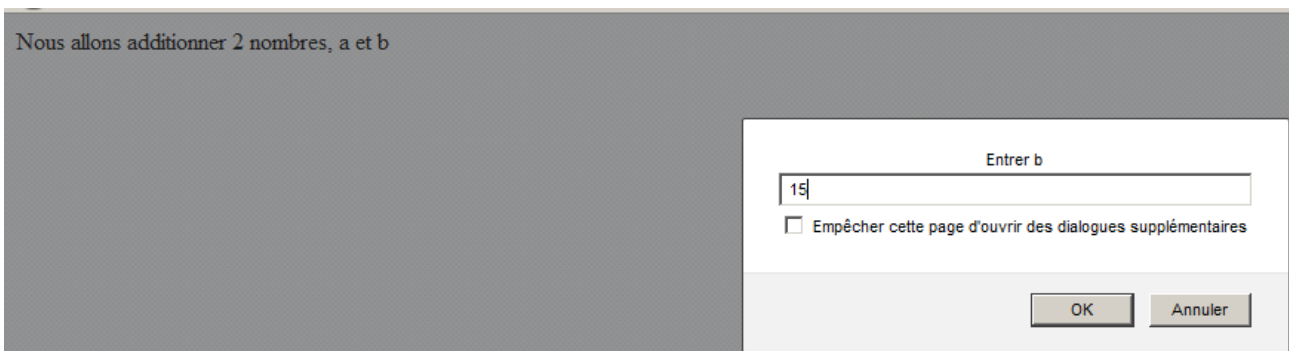 Nous allons additionner 2 nombres, a et b
Entrer b
15
Empêcher cette page d'ouvrir des dialogues supplémentaires
OK Annuler